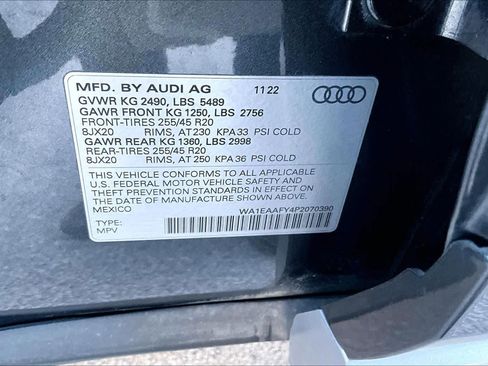 MFD. BY AUDI AG 11 22
GVWR KG 2490, LBS 5489
GAWR FRONT KG 1250, LBS 2756
FRONT-TIRES 255/45 R20
8JX20 RIMS, AT 230 KPA 33 PSI COLD
GAWR REAR KG 1360, LBS 2998
REAR-TIRES 255/45 R20
8JX20 RIMS, AT 250 KPA 36 PSI COLD
THIS VEHICLE CONFORMS TO ALL APPLICABLE
U.S. FEDERAL MOTOR VEHICLE SAFETY AND
THEFT PREVENTION STANDARDS IN EFFECT ON
THE DATE OF MANUFACTURE SHOWN ABOVE.
MEXICO
WA1EAAFY4P2070390
TYPE:
MPV